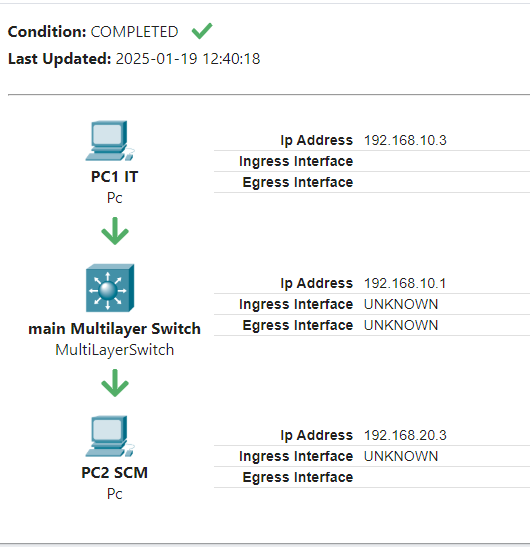 Condition: COMPLETED
Last Updated: 2025-01-19 12:40:18
Ip Address 192.168.10.3
Ingress Interface
Egress Interface
PC1 IT
Pc
Ip Address 192.168.10.1
Ingress Interface UNKNOWN
Egress Interface UNKNOWN
main Multilayer Switch
MultiLayerSwitch
Ip Address 192.168.20.3
Ingress Interface UNKNOWN
Egress Interface
PC2 SCM
Pc